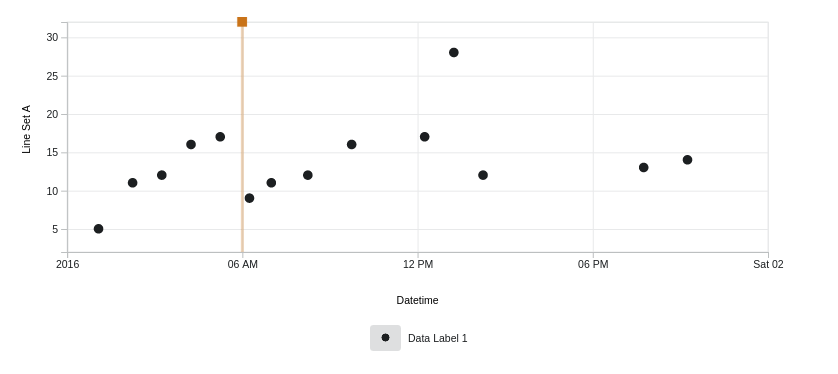 30
25
20
15
10
5
Line Set A
2016
06 AM
12 PM
06 PM
Sat 02
Datetime
Data Label 1